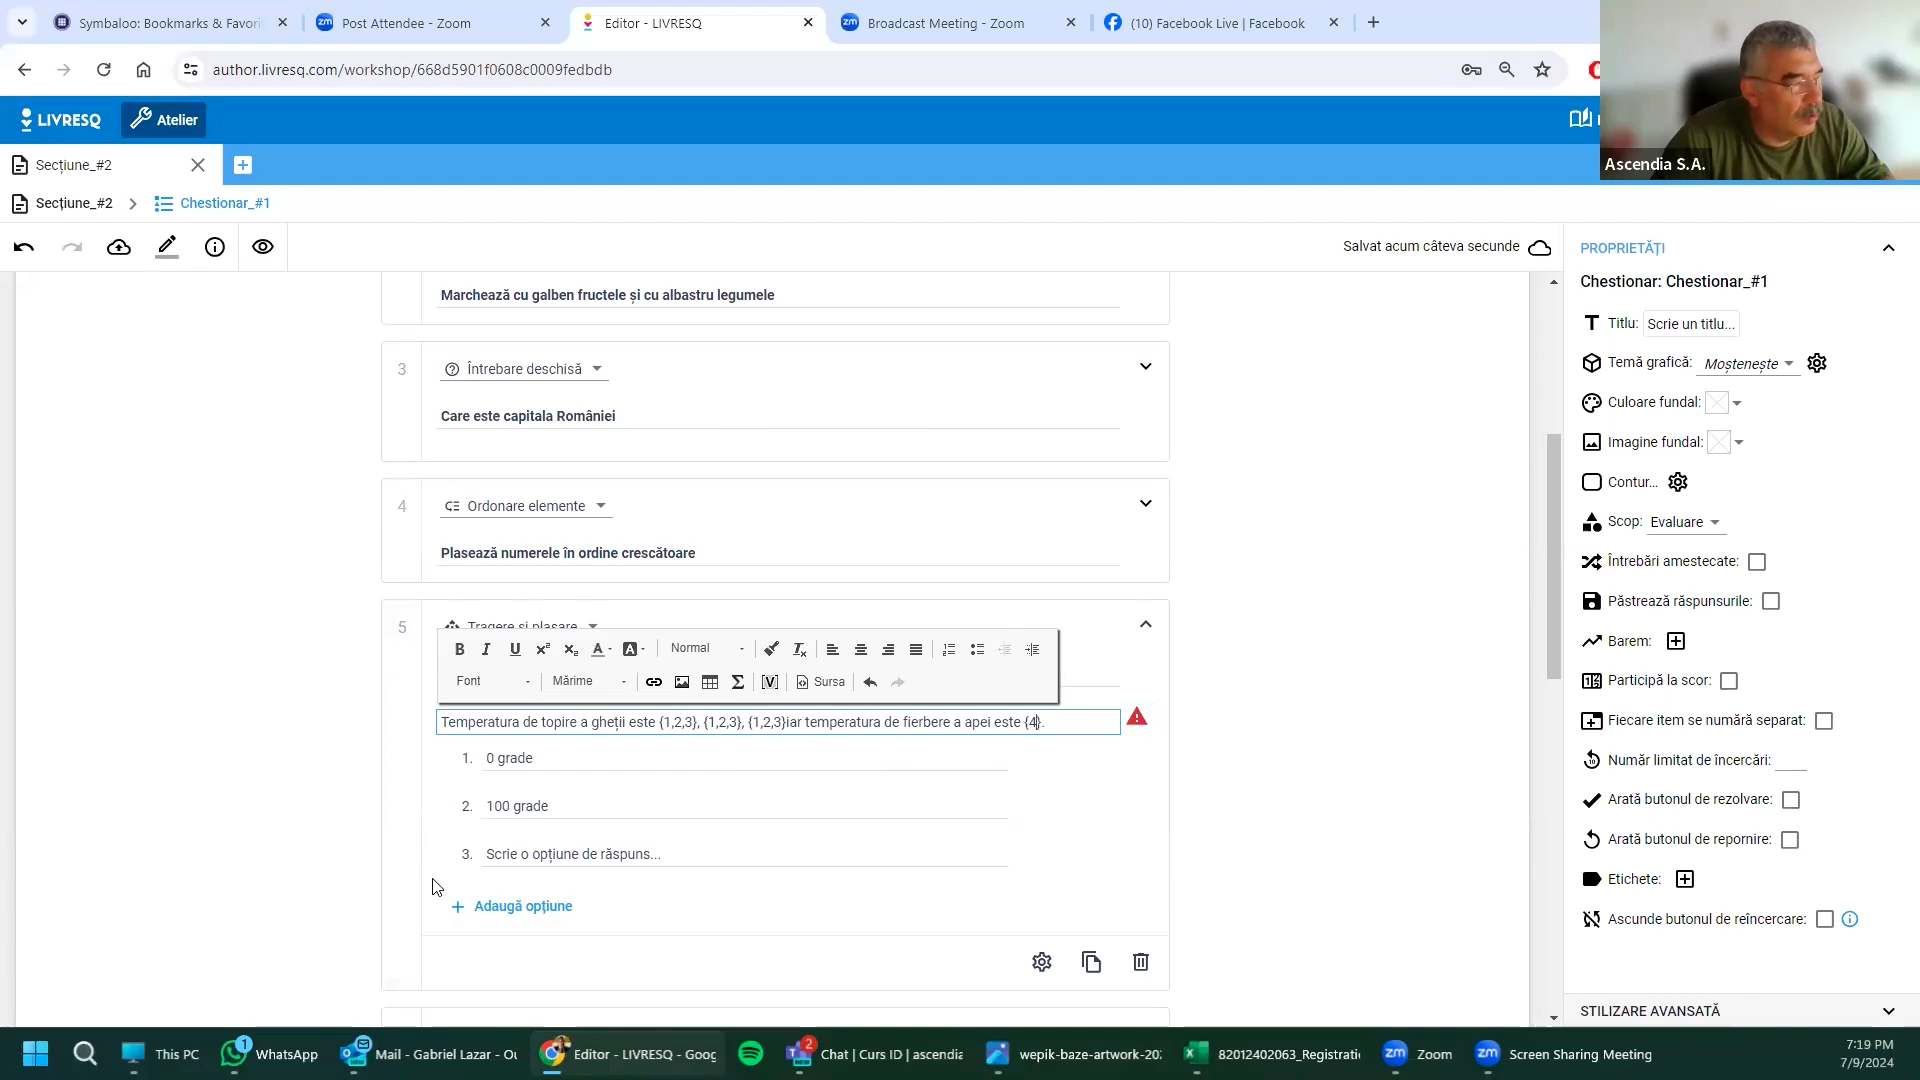 Symbaloo: Bookmarks & Favori
Post Attendee - Zoom
Editor - LIVRESQ
Broadcast Meeting - Zoom
(10) Facebook Live | Facebook
author.livresq.com/workshop/668d5901f0608c0009fedbdb
LIVRESQ
Atelier
Ascendia S.A.
Secțiune_#2
Secțiune_#2
Chestionar_#1
Salvat acum câteva secunde
Marchează cu galben fructele și cu albastru legumele
3
Întrebare deschisă
Care este capitala României
4
Ordonare elemente
Plasează numerele în ordine crescătoare
5
Tragere și plasare
Normal
Font
Mărime
Sursa
Temperatura de topire a gheții este {1,2,3}, {1,2,3}, {1,2,3}iar temperatura de fierbere a apei este {4}.
1. 0 grade
2. 100 grade
3. Scrie o opțiune de răspuns...
+ Adaugă opțiune
PROPRIETĂȚI
Chestionar: Chestionar_#1
Titlu: Scrie un titlu...
Temă grafică: Moștenește
Culoare fundal:
Imagine fundal:
Contur...
Scop: Evaluare
Întrebări amestecate:
Păstrează răspunsurile:
Barem:
Participă la scor:
Fiecare item se numără separat:
Număr limitat de încercări:
Arată butonul de rezolvare:
Arată butonul de repornire:
Etichete:
Ascunde butonul de reîncercare:
STILIZARE AVANSATĂ
This PC
1
WhatsApp
Mail - Gabriel Lazar - Ou
Editor - LIVRESQ - Goog
2
Chat | Curs ID | ascendia
wepik-baze-artwork-202
82012402063_Registratio
Zoom
Screen Sharing Meeting
7:19 PM
7/9/2024